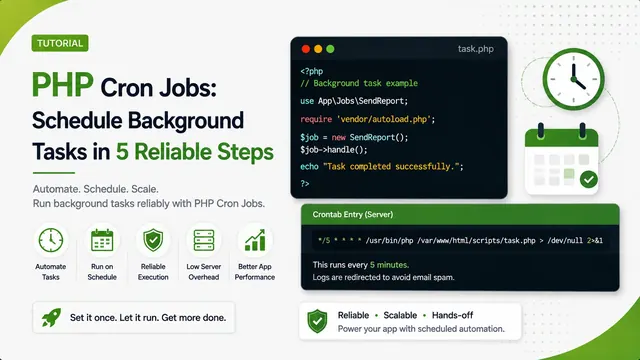 TUTORIAL
PHP Cron Jobs:
Schedule Background
Tasks in 5 Reliable Steps
Automate. Schedule. Scale.
Run background tasks reliably with PHP Cron Jobs.
Automate
Tasks
Run on
Schedule
Reliable
Execution
Low Server
Overhead
Better App
Performance
Set it once. Let it run. Get more done.
task.php
<?php
// Background task example
use App\Jobs\SendReport;
require 'vendor/autoload.php';
$job = new SendReport();
$job->handle();
echo "Task completed successfully.";
?>
Crontab Entry (Server)
*/5 * * * * /usr/bin/php /var/www/html/scripts/task.php > /dev/null 2>&1
This runs every 5 minutes.
Logs are redirected to avoid email spam.
Reliable • Scalable • Hands-off
Power your app with scheduled automation.